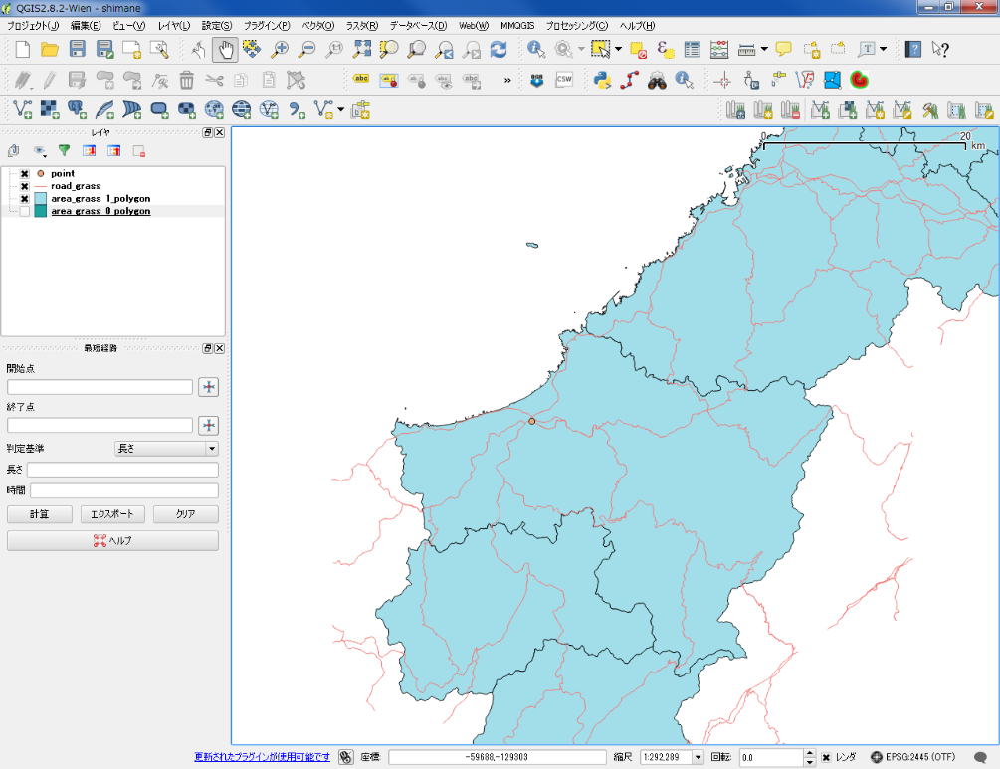 QGIS2.8.2-Wien - shimane
プロジェクト(J) 編集(E) ビュー(V) レイヤ(L) 設定(S) プラグイン(P) ベクタ(O) ラスタ(R) データベース(D) Web(W) MMQGIS プロセッシング(C) ヘルプ(H)
abc abc abc abc abc » CSW
レイヤ
point
road_grass
area_grass_1_polygon
area_grass_0_polygon
最短経路
開始点
終了点
判定基準 長さ
長さ
時間
計算 エクスポート クリア
ヘルプ
0 20
km
更新されたプラグインが使用可能です 座標: -59688,-129303 縮尺 1:292,289 回転: 0.0 レンダ EPSG:2445 (OTF)